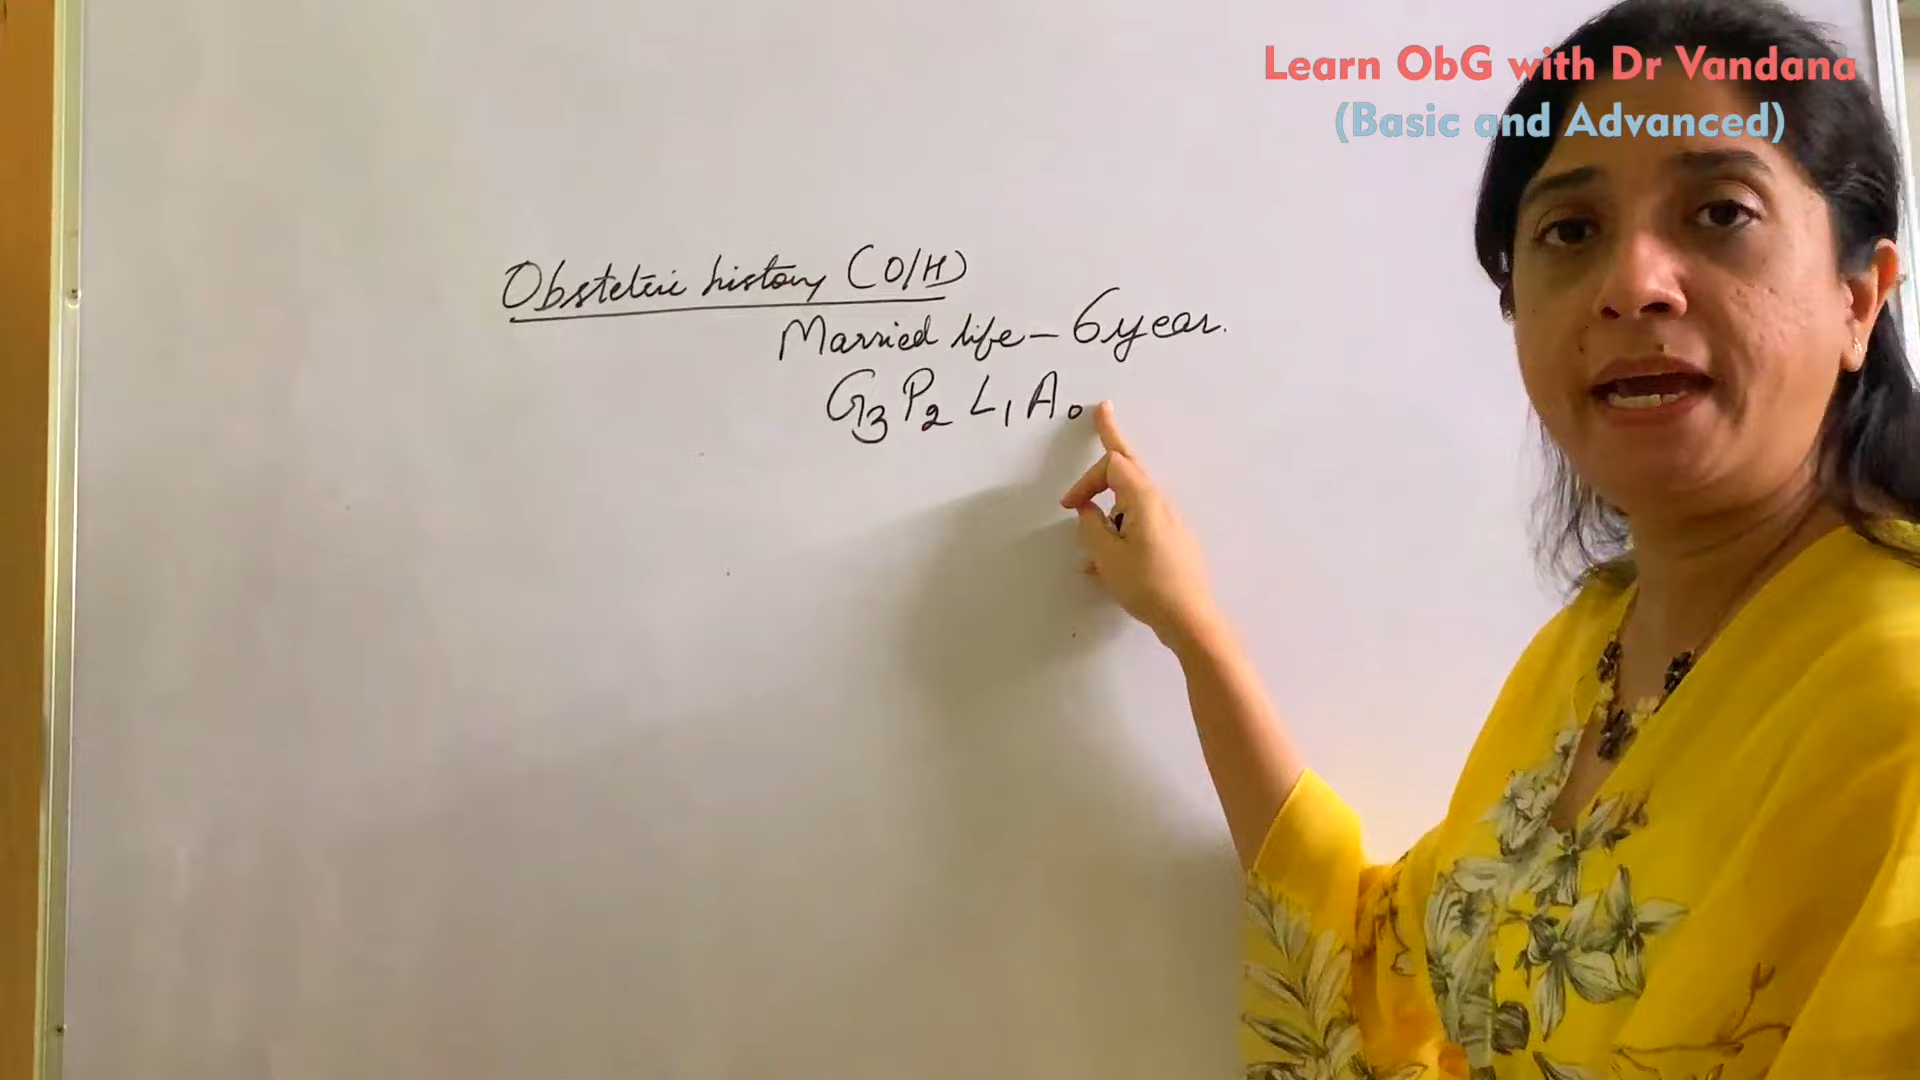 Learn ObG with Dr Vandana
(Basic and Advanced)
Obstetric history (O/H)
Married life - 6 year.
G3 P2 L1 A0